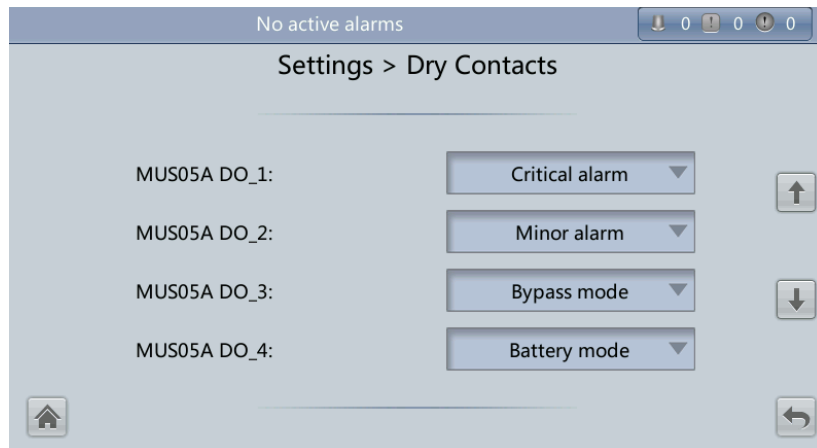 No active alarms 0 0 0
Settings > Dry Contacts
MUS05A DO_1: Critical alarm
MUS05A DO_2: Minor alarm
MUS05A DO_3: Bypass mode
MUS05A DO_4: Battery mode